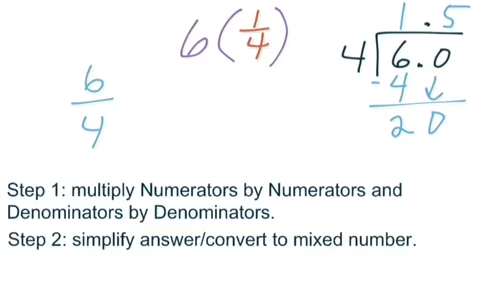 6(1/4)
6/4
1.5
4)6.0
-4↓
20
Step 1: multiply Numerators by Numerators and
Denominators by Denominators.
Step 2: simplify answer/convert to mixed number.